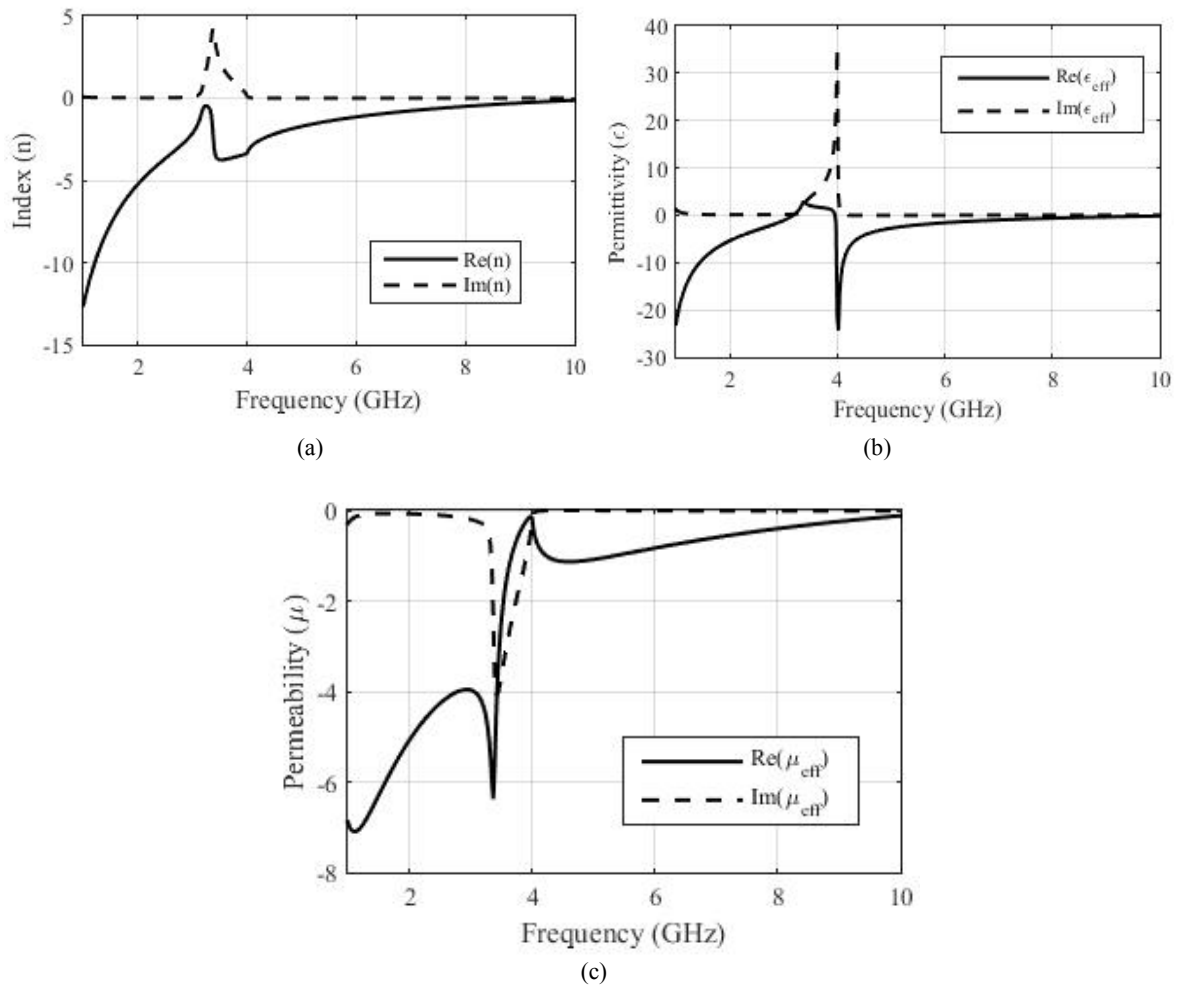 5
0
-5
-10
-15
Index (n)
Re(n)
Im(n)
2
4
6
8
10
Frequency (GHz)
(a)
40
30
20
10
0
-10
-20
-30
Permittivity (ϵ)
Re(ϵ_eff)
Im(ϵ_eff)
2
4
6
8
10
Frequency (GHz)
(b)
0
-2
-4
-6
-8
Permeability (μ)
Re(μ_eff)
Im(μ_eff)
2
4
6
8
10
Frequency (GHz)
(c)